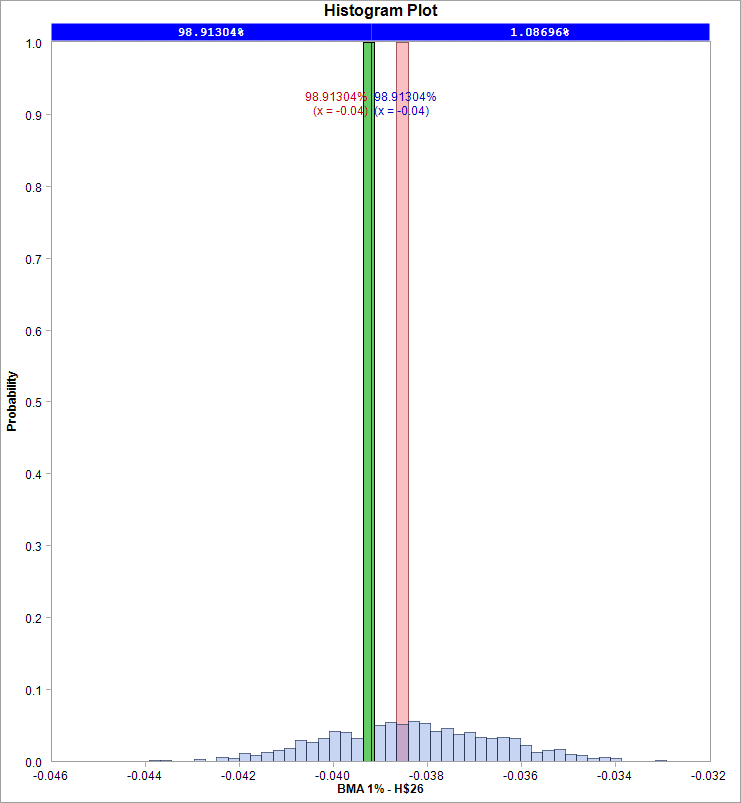 Histogram Plot
98.91304% 1.08696%
1.0
98.91304% 98.91304%
(x = -0.04) (x = -0.04)
0.9
0.8
0.7
0.6
0.5
0.4
0.3
0.2
0.1
0.0
Probability
-0.046 -0.044 -0.042 -0.040 -0.038 -0.036 -0.034 -0.032
BMA 1% - H$26